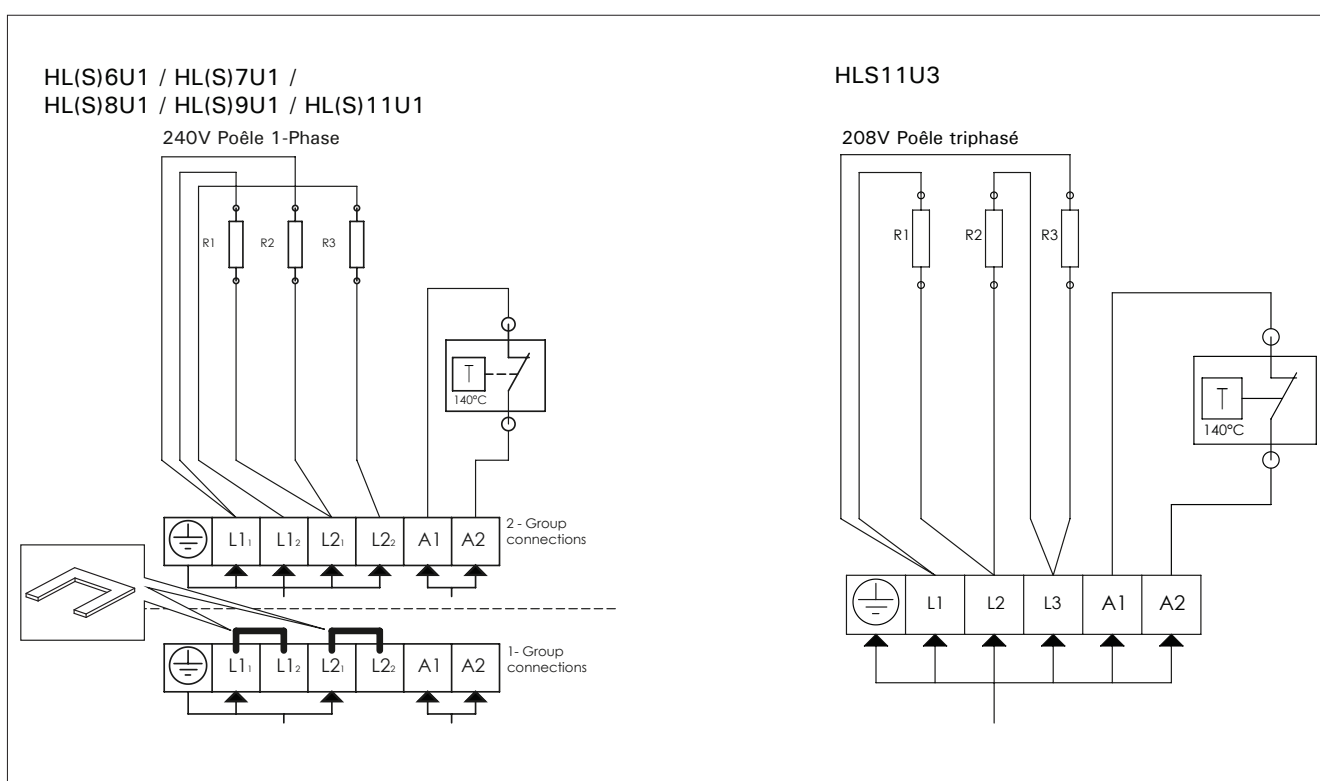 HL(S)6U1 / HL(S)7U1 /
HL(S)8U1 / HL(S)9U1 / HL(S)11U1
240V Poêle 1-Phase
R1 R2 R3
T
140°C
L1₁ L1₂ L2₁ L2₂ A1 A2
2 - Group
connections
L1₁ L1₂ L2₁ L2₂ A1 A2
1- Group
connections
HLS11U3
208V Poêle triphasé
R1 R2 R3
T
140°C
L1 L2 L3 A1 A2